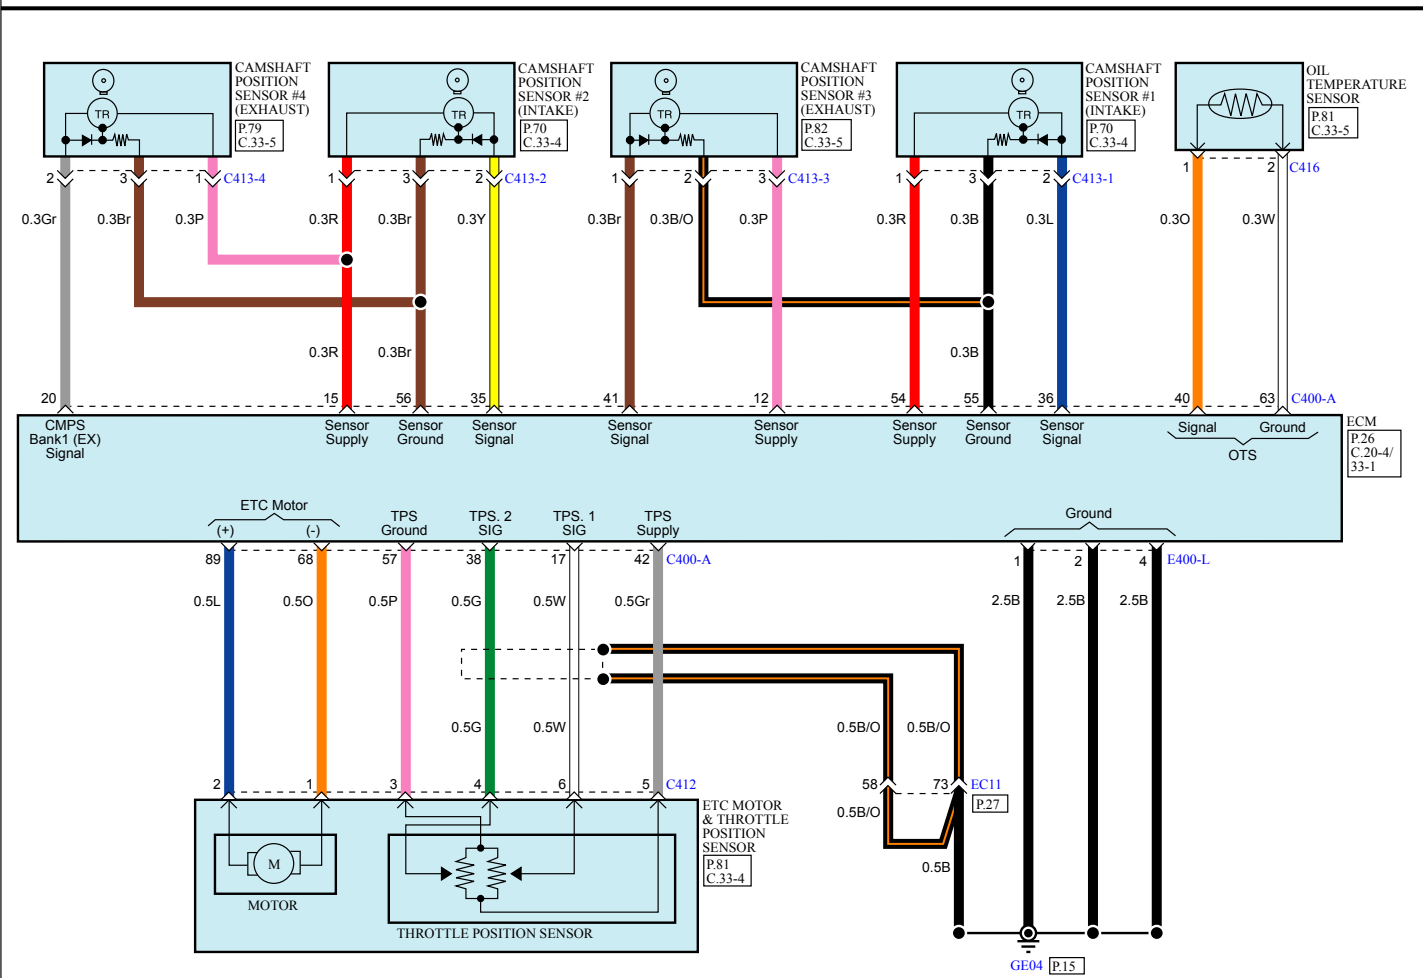 CAMSHAFT
POSITION
SENSOR #4
(EXHAUST)
P.79
C.33-5
TR
CAMSHAFT
POSITION
SENSOR #2
(INTAKE)
P.70
C.33-4
TR
CAMSHAFT
POSITION
SENSOR #3
(EXHAUST)
P.82
C.33-5
TR
CAMSHAFT
POSITION
SENSOR #1
(INTAKE)
P.70
C.33-4
TR
OIL
TEMPERATURE
SENSOR
P.81
C.33-5
2 3 1 C413-4
1 3 2 C413-2
1 2 3 C413-3
1 3 2 C413-1
1 2 C416
0.3Gr 0.3Br 0.3P 0.3R 0.3Br 0.3Y 0.3Br 0.3B/O 0.3P 0.3R 0.3B 0.3L 0.3O 0.3W
0.3R 0.3Br 0.3B
20 15 56 35 41 12 54 55 36 40 63 C400-A
CMPS
Bank1 (EX)
Signal
Sensor
Supply
Sensor
Ground
Sensor
Signal
Sensor
Signal
Sensor
Supply
Sensor
Supply
Sensor
Ground
Sensor
Signal
Signal Ground
OTS
ECM
P.26
C.20-4/
33-1
ETC Motor
(+) (-)
TPS
Ground
TPS. 2
SIG
TPS. 1
SIG
TPS
Supply
Ground
89 68 57 38 17 42 C400-A
1 2 4 E400-L
0.5L 0.5O 0.5P 0.5G 0.5W 0.5Gr 2.5B 2.5B 2.5B
0.5G 0.5W 0.5B/O 0.5B/O
2 1 3 4 6 5 C412
58 73 EC11
P.27
0.5B/O
0.5B
ETC MOTOR
& THROTTLE
POSITION
SENSOR
P.81
C.33-4
M
MOTOR
THROTTLE POSITION SENSOR
GE04 P.15